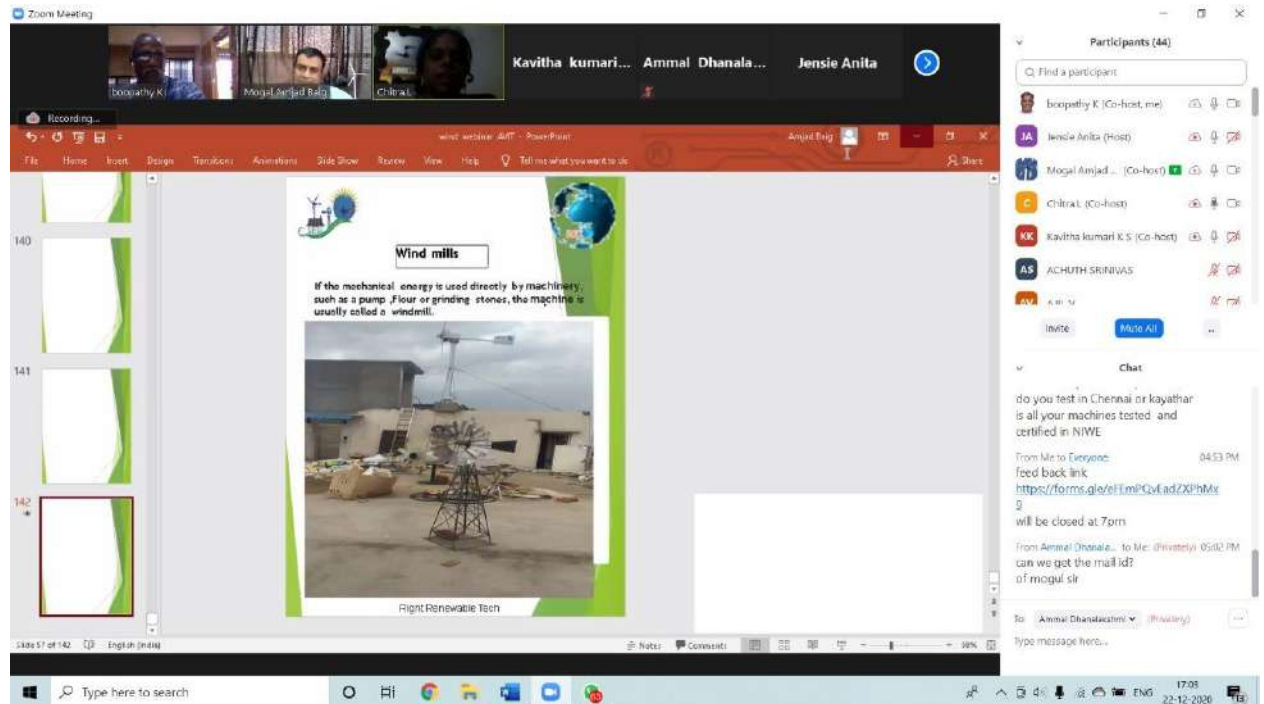 Zoom Meeting
boopathy K
Mogal Amjad Baig
Chitra.L
Kavitha kumari...
Ammal Dhanala...
Jensie Anita
Recording...
wind webinar AMT - PowerPoint
Amjad Baig
File Home Insert Design Transitions Animations Slide Show Review View Help Tell me what you want to do
Share
140
141
142
Wind mills
If the mechanical energy is used directly by machinery,
such as a pump ,Flour or grinding stones, the machine is
usually called a windmill.
Right Renewable Tech
Slide 57 of 142 English (India)
Notes Comments 68%
Participants (44)
Find a participant
boopathy K (Co-host, me)
JA Jensie Anita (Host)
Mogal Amjad ... (Co-host)
C Chitra.L (Co-host)
KK Kavitha kumari K S (Co-host)
AS ACHUTH SRINIVAS
AV
Invite Mute All ...
Chat
do you test in Chennai or kayathar
is all your machines tested and
certified in NIWE
From Me to Everyone: 04:53 PM
feed back link
will be closed at 7pm
From Ammal Dhanala... to Me: (Privately) 05:02 PM
can we get the mail id?
of mogul sir
To: Ammal Dhanalakshmi (Privately) ...
Type message here...
Type here to search
ENG
17:03
22-12-2020